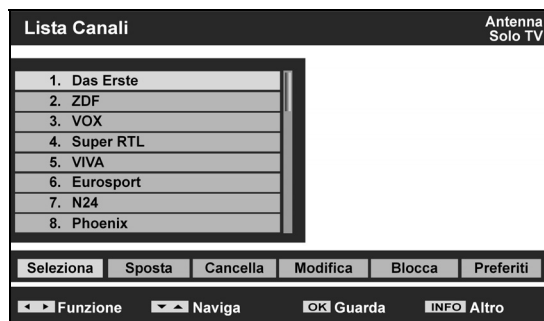 Lista Canali
Antenna
Solo TV
1. Das Erste
2. ZDF
3. VOX
4. Super RTL
5. VIVA
6. Eurosport
7. N24
8. Phoenix
Seleziona Sposta Cancella Modifica Blocca Preferiti
Funzione Naviga OK Guarda INFO Altro